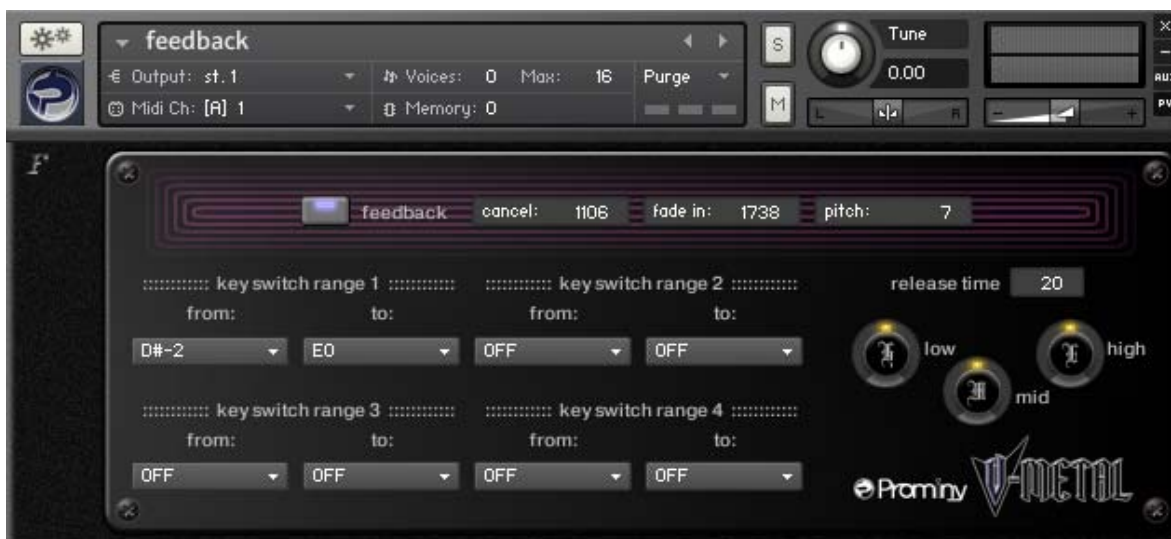 feedback
S
Tune
Output: st.1
Voices: 0 Max: 16
Purge
0.00
AUX
Midi Ch: [A] 1
Memory: 0
M
L
R
PV
F
feedback cancel: 1106 fade in: 1738 pitch: 7
key switch range 1
key switch range 2
release time 20
from: to:
from: to:
D#-2 E0 OFF OFF
low
high
mid
key switch range 3
key switch range 4
from: to:
from: to:
OFF OFF OFF OFF
Prominy V-METAL